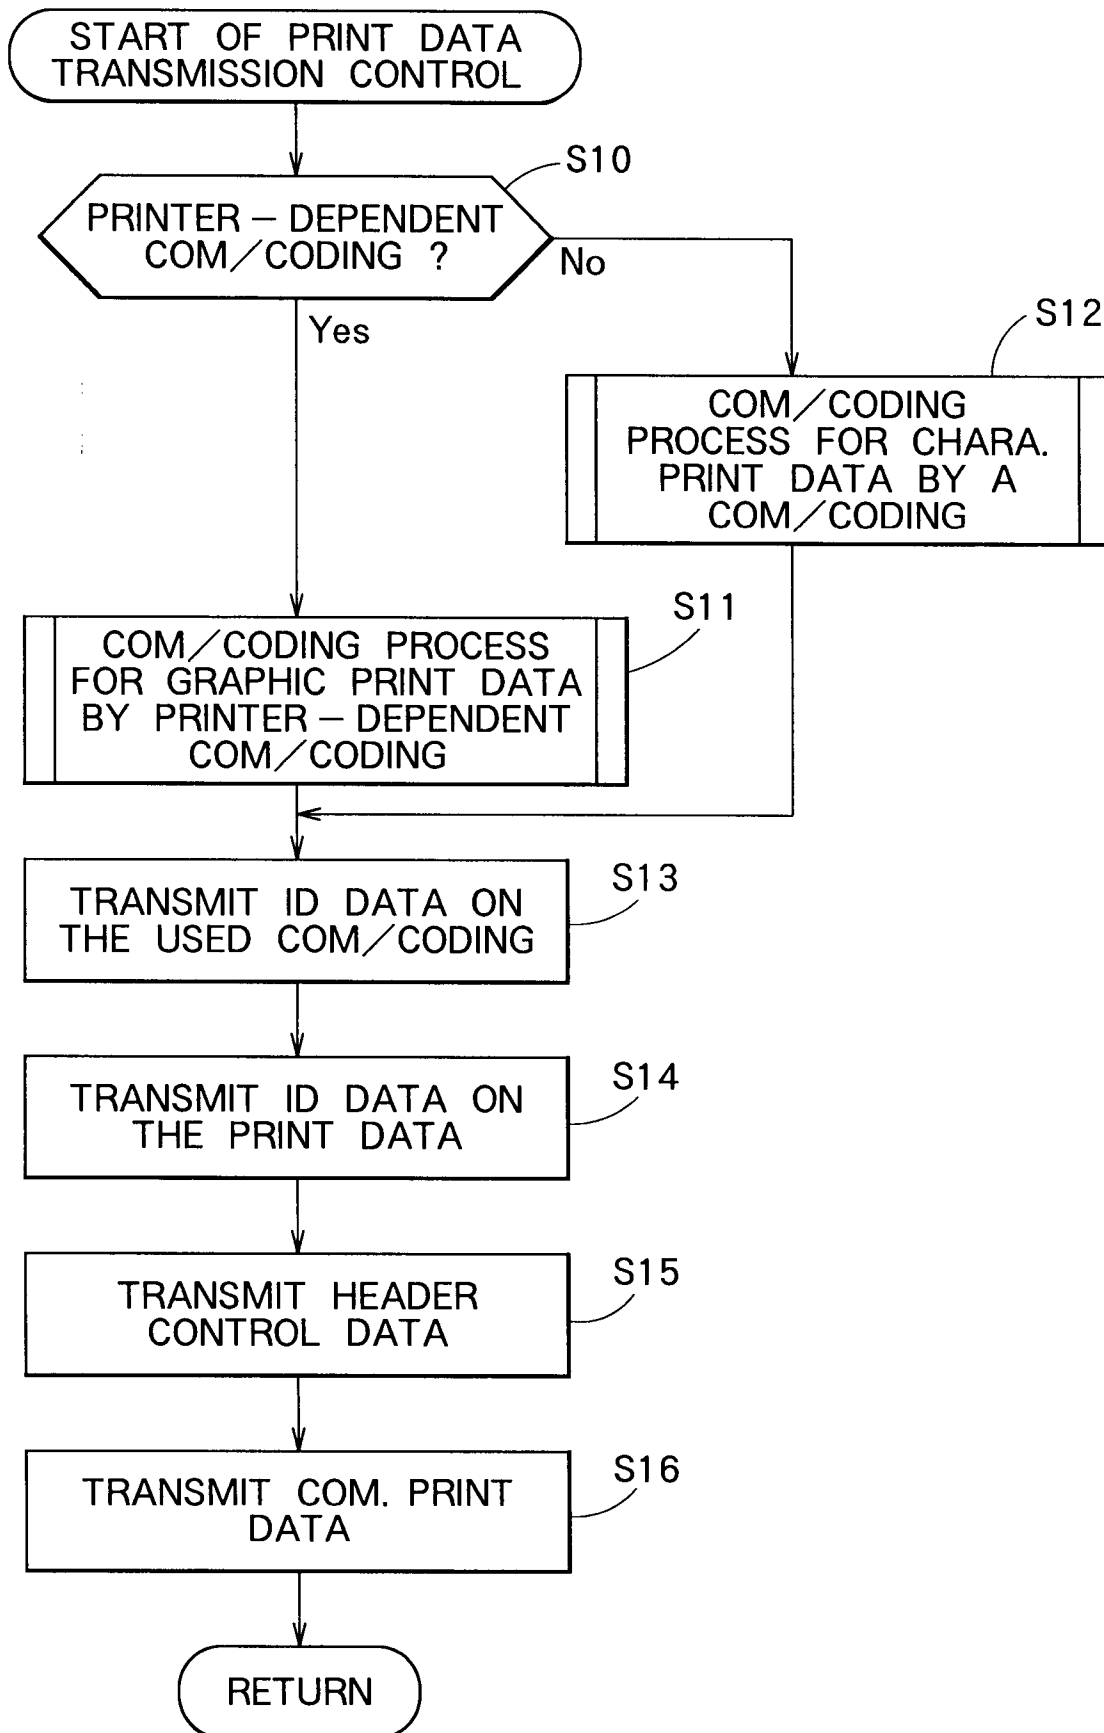 START OF PRINT DATA
TRANSMISSION CONTROL
S10
PRINTER – DEPENDENT
COM/CODING ?
No
Yes
S12
COM/CODING
PROCESS FOR CHARA.
PRINT DATA BY A
COM/CODING
S11
COM/CODING PROCESS
FOR GRAPHIC PRINT DATA
BY PRINTER – DEPENDENT
COM/CODING
S13
TRANSMIT ID DATA ON
THE USED COM/CODING
S14
TRANSMIT ID DATA ON
THE PRINT DATA
S15
TRANSMIT HEADER
CONTROL DATA
S16
TRANSMIT COM. PRINT
DATA
RETURN